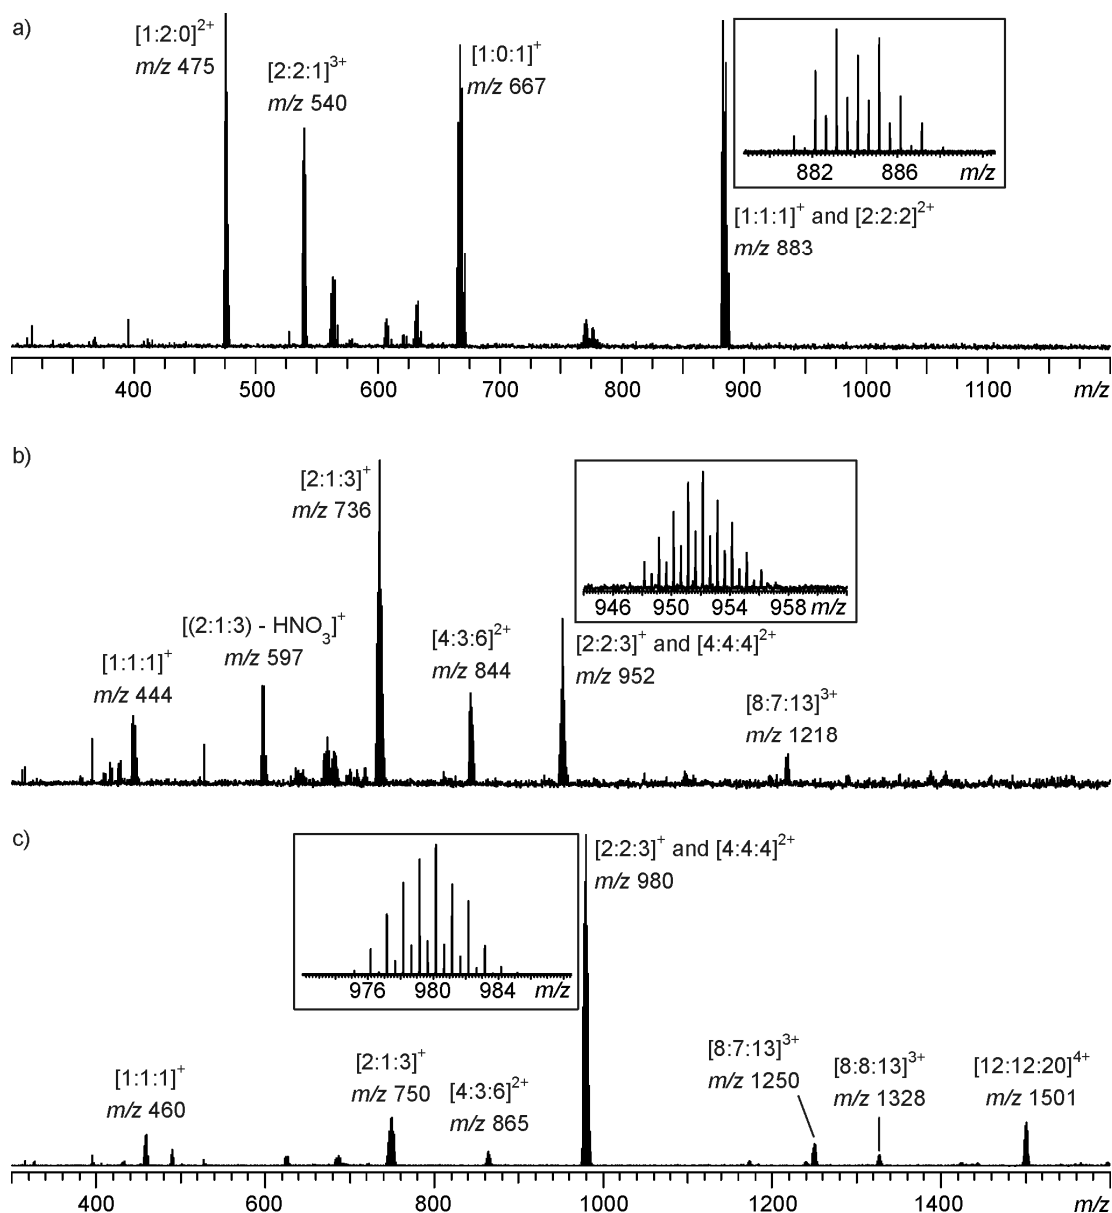 a)
[1:2:0]²⁺
m/z 475
[2:2:1]³⁺
m/z 540
[1:0:1]⁺
m/z 667
882 886 m/z
[1:1:1]⁺ and [2:2:2]²⁺
m/z 883
400 500 600 700 800 900 1000 1100 m/z
b)
[2:1:3]⁺
m/z 736
946 950 954 958 m/z
[(2:1:3) - HNO₃]⁺
m/z 597
[1:1:1]⁺
m/z 444
[4:3:6]²⁺
m/z 844
[2:2:3]⁺ and [4:4:4]²⁺
m/z 952
[8:7:13]³⁺
m/z 1218
c)
976 980 984 m/z
[2:2:3]⁺ and [4:4:4]²⁺
m/z 980
[1:1:1]⁺
m/z 460
[2:1:3]⁺
m/z 750
[4:3:6]²⁺
m/z 865
[8:7:13]³⁺
m/z 1250
[8:8:13]³⁺
m/z 1328
[12:12:20]⁴⁺
m/z 1501
400 600 800 1000 1200 1400 m/z